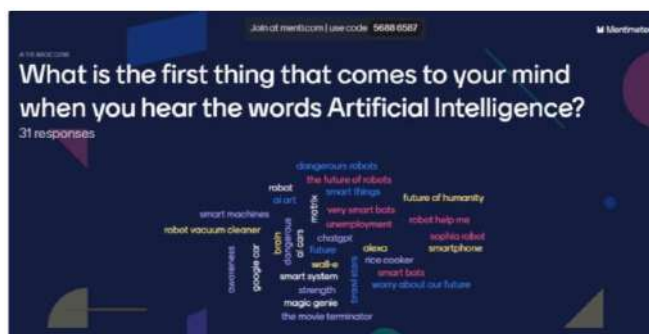 Join at menti.com | use code 5688 6587
Mentimeter
What is the first thing that comes to your mind
when you hear the words Artificial Intelligence?
31 responses
dangerours robots
the future of robots
robot
smart things
ai art
matrix
future of humanity
smart machines
very smart bots
robot help me
unemployment
robot vacuum cleaner
brain
dangerous
ai cars
chatgpt
sophia robot
awareness
google car
future
alexa
smartphone
wall-e
rice cooker
smart system
smart bots
strength
worry about our future
magic genie
the movie terminator